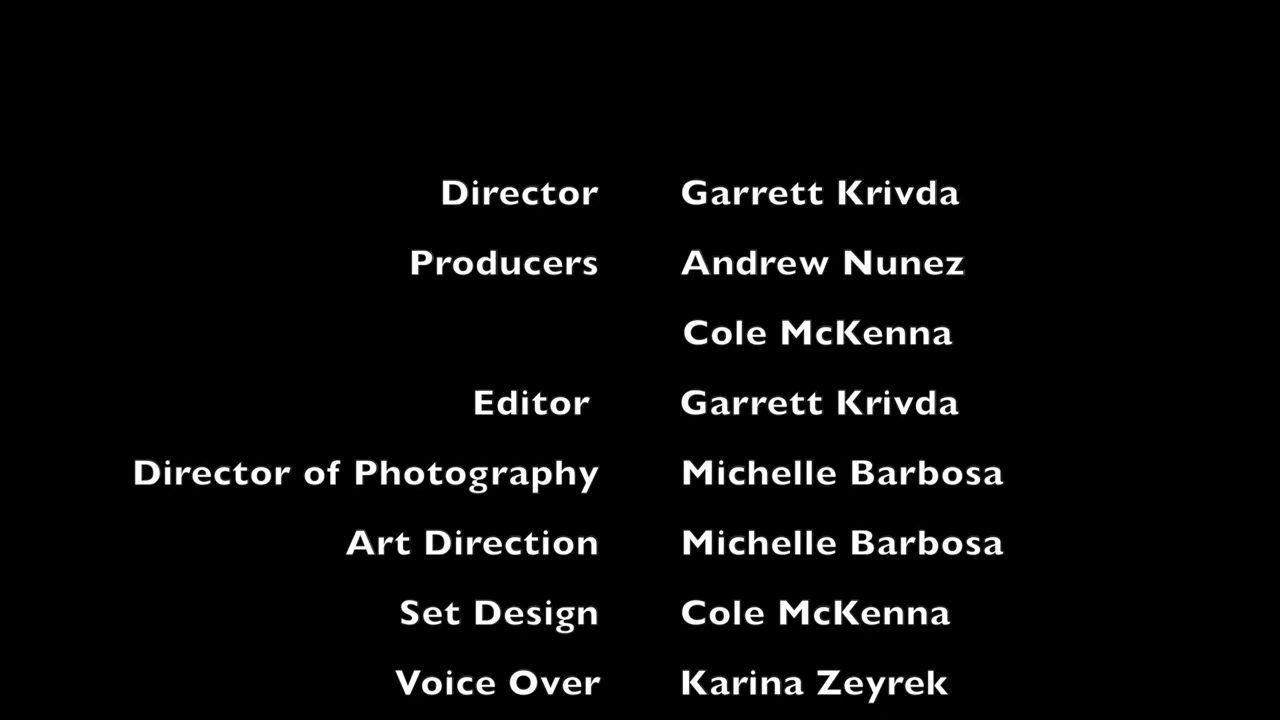 Director Garrett Krivda
Producers Andrew Nunez
Cole McKenna
Editor Garrett Krivda
Director of Photography Michelle Barbosa
Art Direction Michelle Barbosa
Set Design Cole McKenna
Voice Over Karina Zeyrek